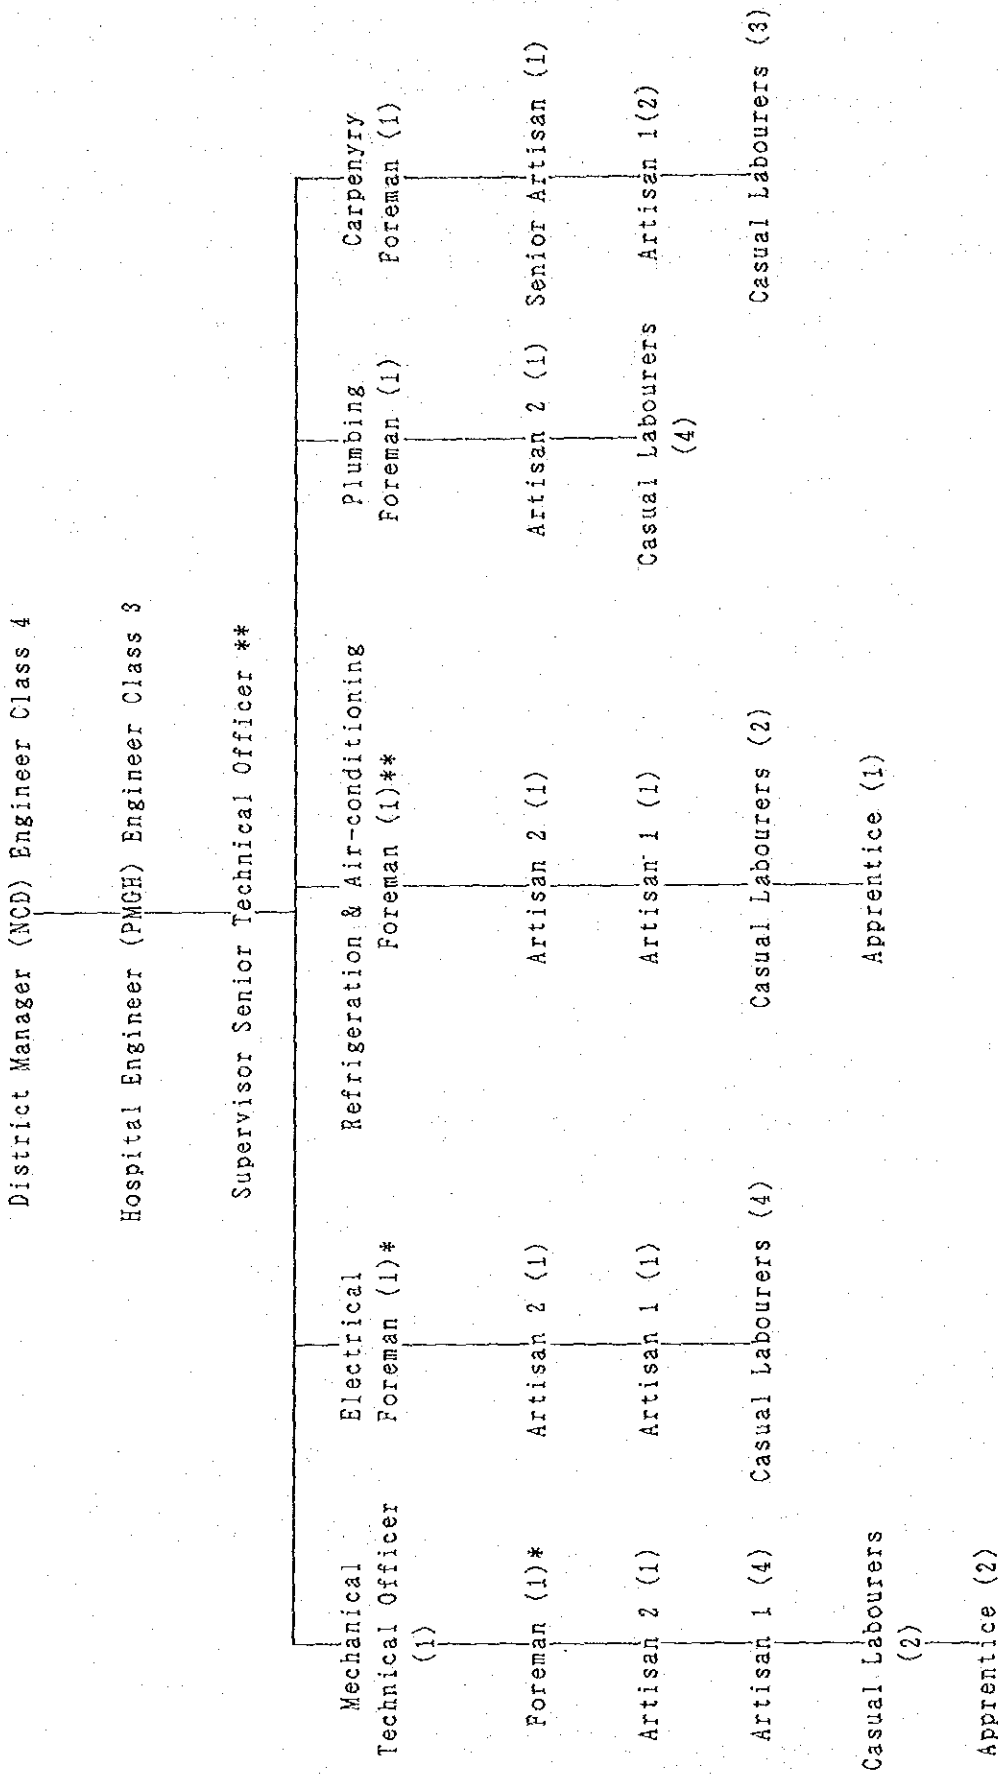 District Manager (NCD) Engineer Class 4
Hospital Engineer (PMGH) Engineer Class 3
Supervisor Senior Technical Officer **
Mechanical
Technical Officer
(1)
Foreman (1)*
Artisan 2 (1)
Artisan 1 (4)
Casual Labourers
(2)
Apprentice (2)
Electrical
Foreman (1)*
Artisan 2 (1)
Artisan 1 (1)
Casual Labourers (4)
Refrigeration & Air-conditioning
Foreman (1)**
Artisan 2 (1)
Artisan 1 (1)
Casual Labourers (2)
Apprentice (1)
Plumbing
Foreman (1)
Artisan 2 (1)
Casual Labourers
(4)
Carpenyry
Foreman (1)
Senior Artisan (1)
Artisan 1(2)
Casual Labourers (3)